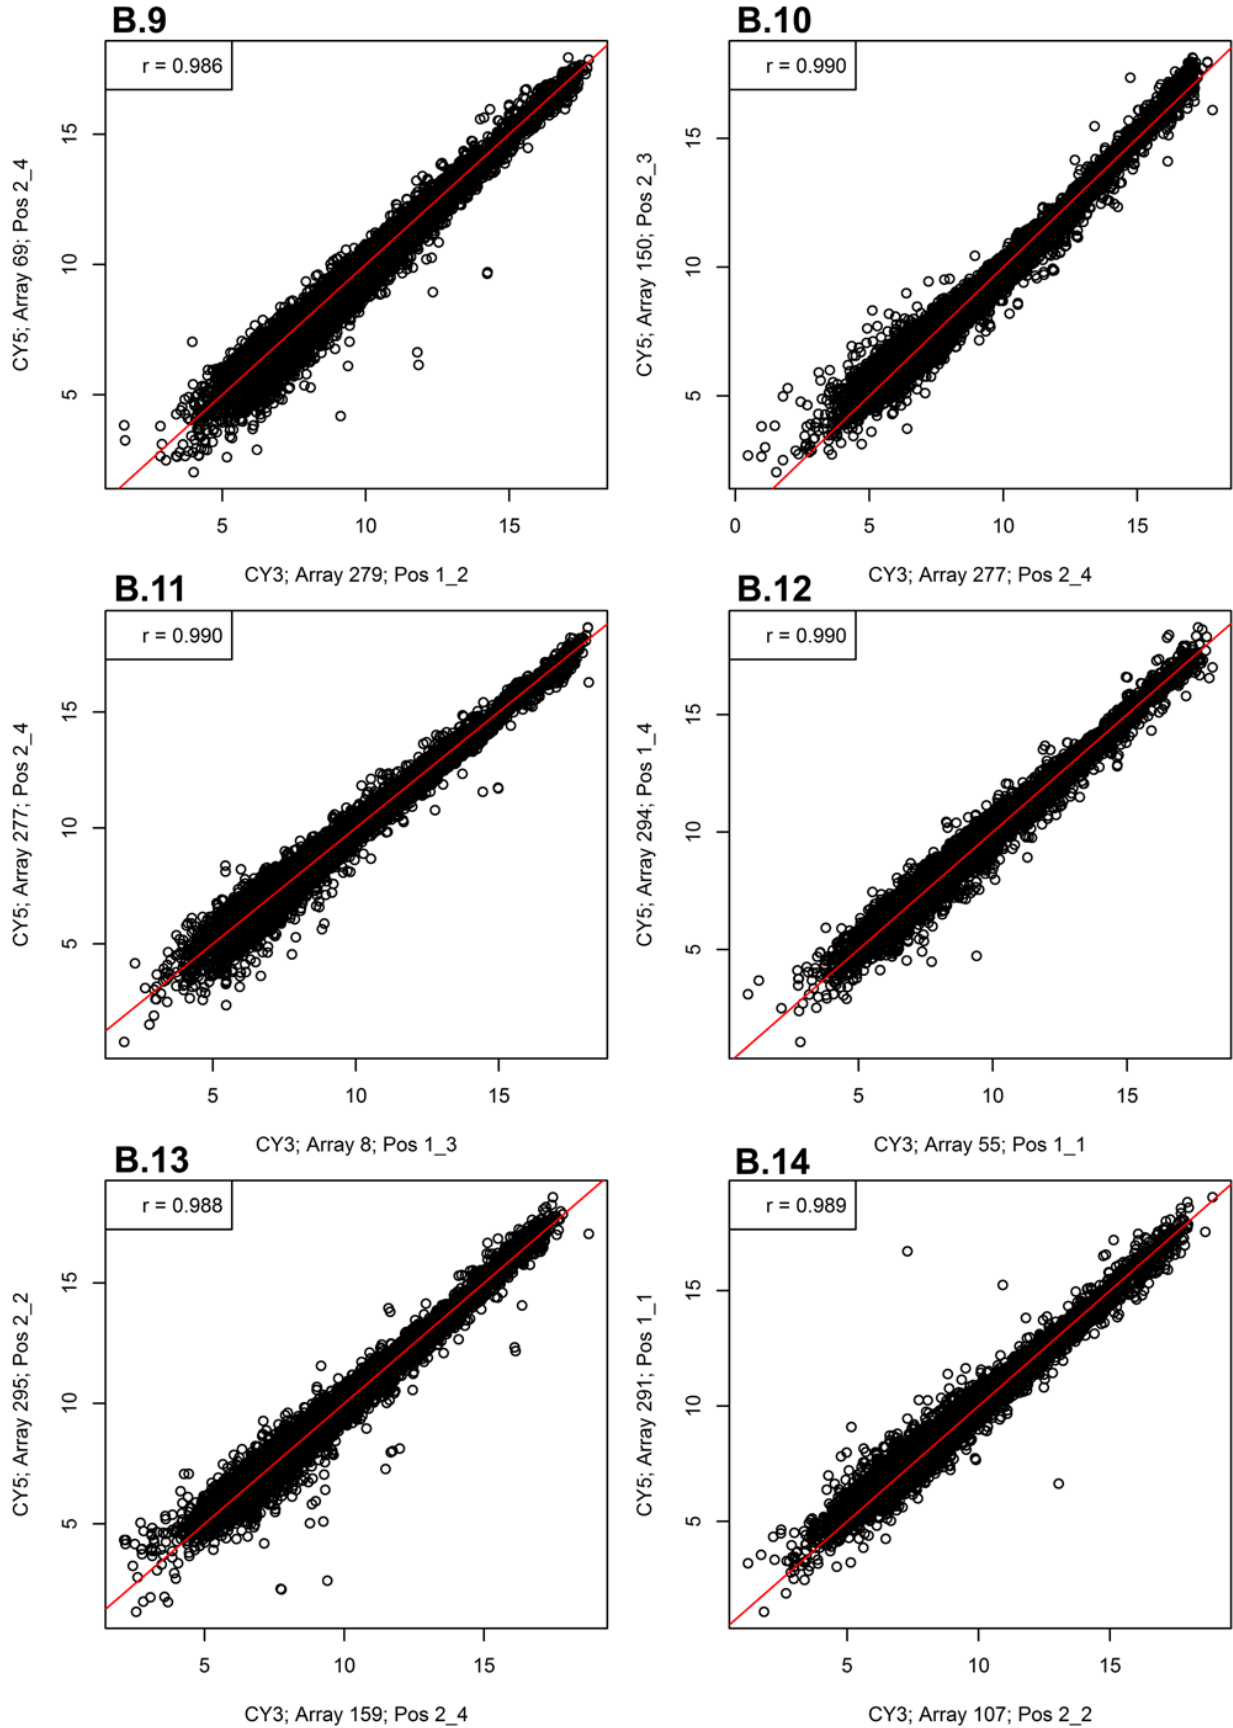 B.9
r = 0.986
CY5; Array 69; Pos 2_4
15
10
5
5 10 15
CY3; Array 279; Pos 1_2
B.10
r = 0.990
CY5; Array 150; Pos 2_3
15
10
5
0 5 10 15
CY3; Array 277; Pos 2_4
B.11
r = 0.990
CY5; Array 277; Pos 2_4
15
10
5
5 10 15
CY3; Array 8; Pos 1_3
B.12
r = 0.990
CY5; Array 294; Pos 1_4
15
10
5
5 10 15
CY3; Array 55; Pos 1_1
B.13
r = 0.988
CY5; Array 295; Pos 2_2
15
10
5
5 10 15
CY3; Array 159; Pos 2_4
B.14
r = 0.989
CY5; Array 291; Pos 1_1
15
10
5
5 10 15
CY3; Array 107; Pos 2_2